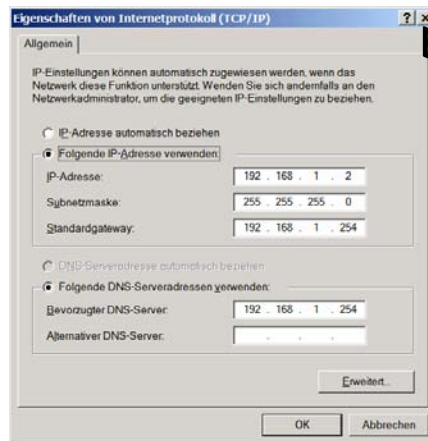 Eigenschaften von Internetprotokoll (TCP/IP)
Allgemein
IP-Einstellungen können automatisch zugewiesen werden, wenn das
Netzwerk diese Funktion unterstützt. Wenden Sie sich andernfalls an den
Netzwerkadministrator, um die geeigneten IP-Einstellungen zu beziehen.
IP-Adresse automatisch beziehen
Folgende IP-Adresse verwenden:
IP-Adresse: 192 . 168 . 1 . 2
Subnetzmaske: 255 . 255 . 255 . 0
Standardgateway: 192 . 168 . 1 . 254
DNS-Serveradresse automatisch beziehen
Folgende DNS-Serveradressen verwenden:
Bevorzugter DNS-Server: 192 . 168 . 1 . 254
Alternativer DNS-Server: . . .
Erweitert...
OK Abbrechen